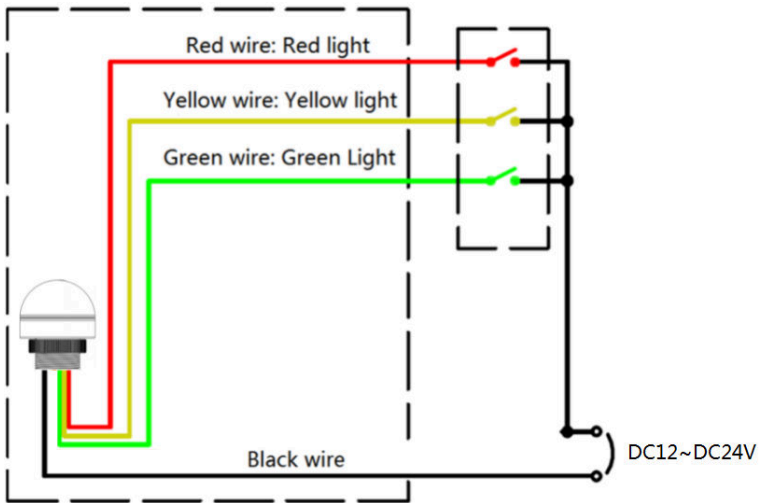 Red wire: Red light
Yellow wire: Yellow light
Green wire: Green Light
Black wire
DC12~DC24V